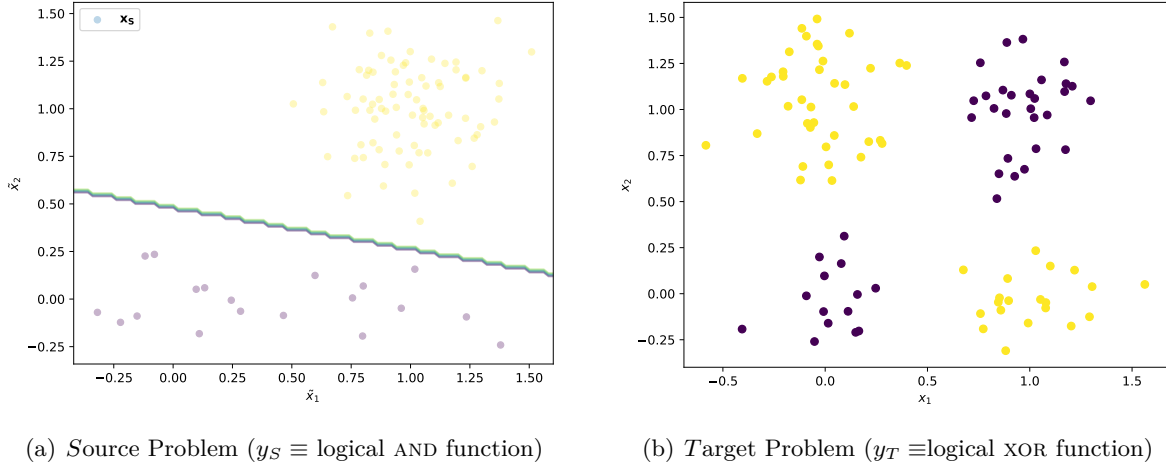 x_S
1.50
1.25
1.00
0.75
0.50
0.25
0.00
−0.25
x̃_2
−0.25 0.00 0.25 0.50 0.75 1.00 1.25 1.50
x̃_1
(a) Source Problem (y_S ≡ logical AND function)
1.50
1.25
1.00
0.75
0.50
0.25
0.00
−0.25
x_2
−0.5 0.0 0.5 1.0 1.5
x_1
(b) Target Problem (y_T ≡logical XOR function)